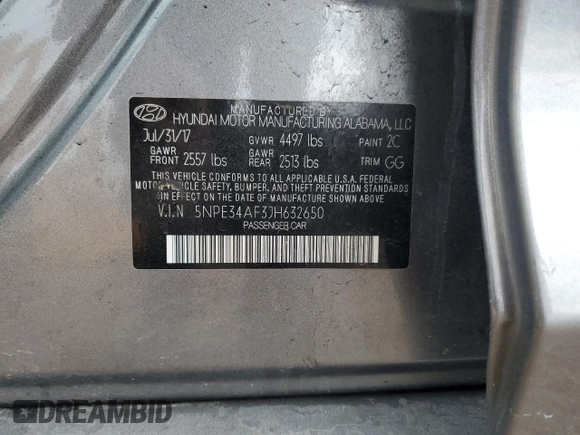 MANUFACTURED BY
HYUNDAI MOTOR MANUFACTURING ALABAMA, LLC
Jul/31/17 GVWR 4497 lbs PAINT 2C
GAWR FRONT 2557 lbs GAWR REAR 2513 lbs TRIM GG
THIS VEHICLE CONFORMS TO ALL APPLICABLE U.S.A. FEDERAL
MOTOR VEHICLE SAFETY, BUMPER, AND THEFT PREVENTION STANDARDS
IN EFFECT ON THE DATE OF MANUFACTURE SHOWN ABOVE.
V.I.N 5NPE34AF3JH632650
PASSENGER CAR
DREAMBID